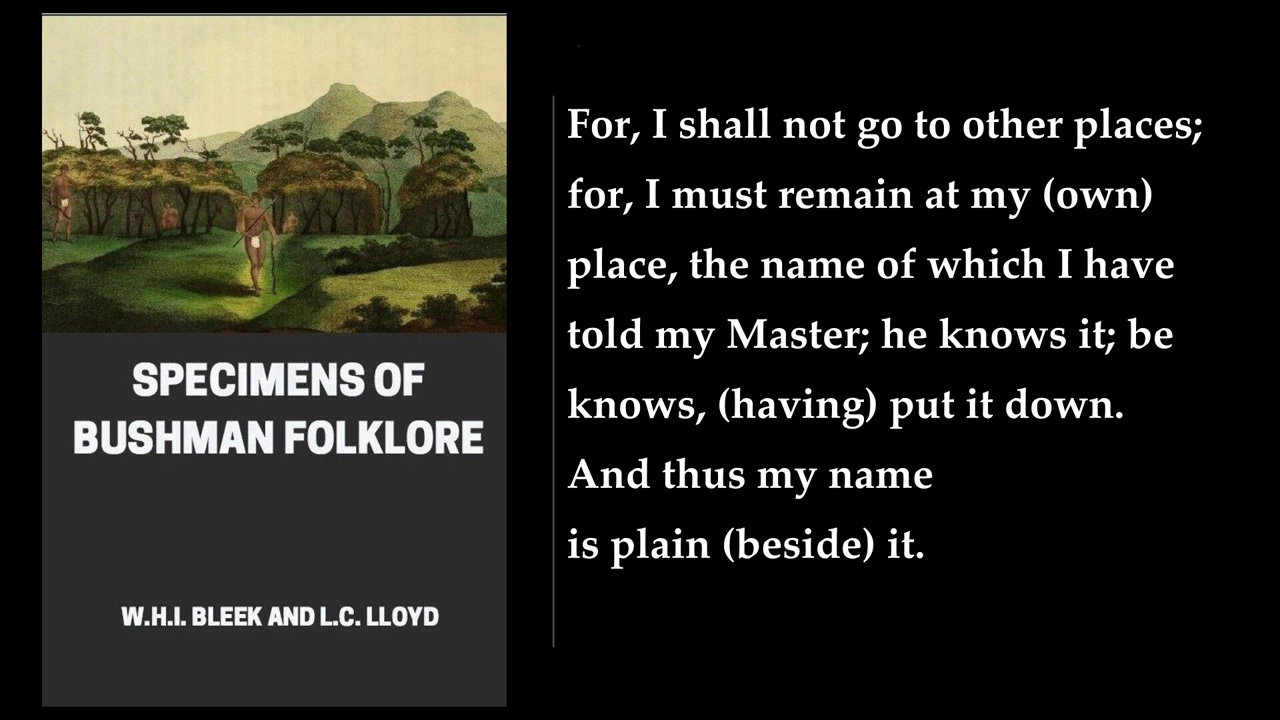 SPECIMENS OF
BUSHMAN FOLKLORE
W.H.I. BLEEK AND L.C. LLOYD
For, I shall not go to other places;
for, I must remain at my (own)
place, the name of which I have
told my Master; he knows it; be
knows, (having) put it down.
And thus my name
is plain (beside) it.